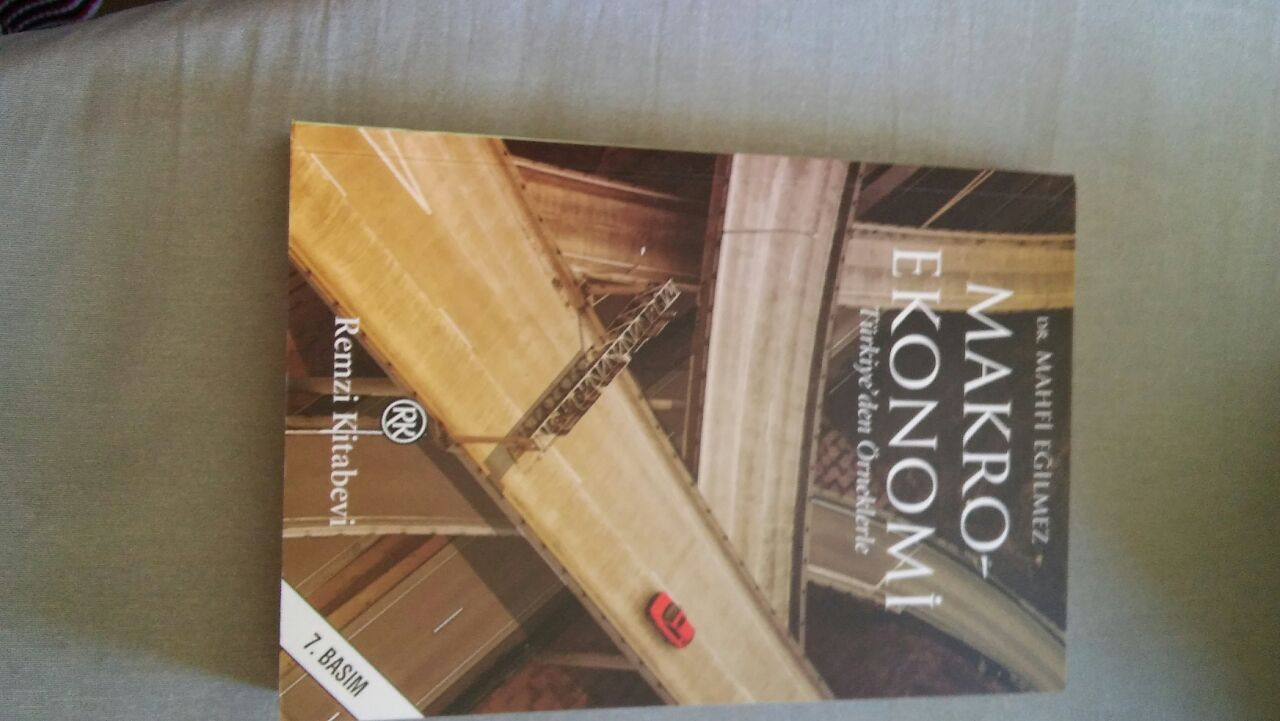 DR. MAHFİ EĞİLMEZ
MAKRO-
EKONOMİ
Türkiye'den Örneklerle
RK
Remzi Kitabevi
7. BASIM